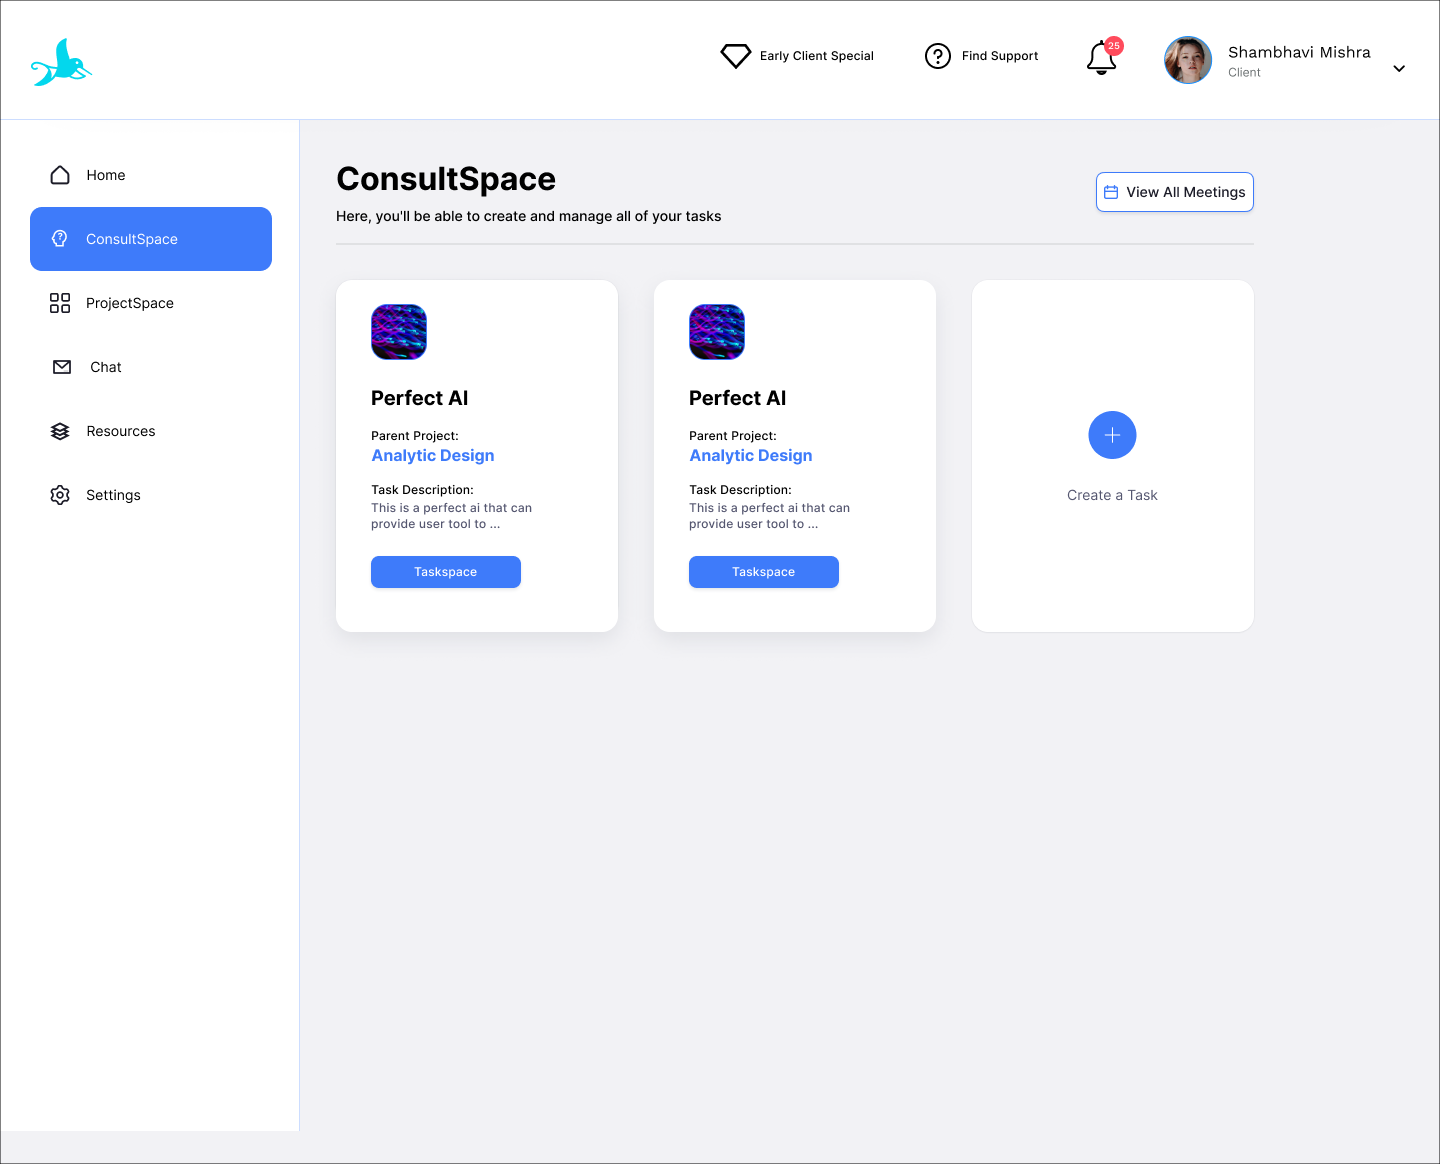 Early Client Special
Find Support
25
Shambhavi Mishra
Client
Home
ConsultSpace
ProjectSpace
Chat
Resources
Settings
ConsultSpace
Here, you'll be able to create and manage all of your tasks
View All Meetings
Perfect AI
Parent Project:
Analytic Design
Task Description:
This is a perfect ai that can
provide user tool to ...
Taskspace
Perfect AI
Parent Project:
Analytic Design
Task Description:
This is a perfect ai that can
provide user tool to ...
Taskspace
Create a Task